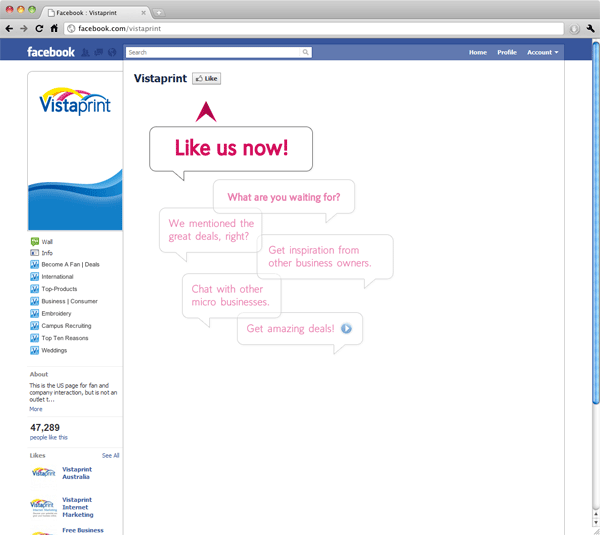 Facebook : Vistaprint
facebook.com/vistaprint
facebook
Search
Home Profile Account
Vistaprint
Like
Vistaprint
Like us now!
What are you waiting for?
We mentioned the
great deals, right?
Get inspiration from
other business owners.
Chat with other
micro businesses.
Get amazing deals!
Wall
Info
Become A Fan | Deals
International
Top-Products
Business | Consumer
Embroidery
Campus Recruiting
Top Ten Reasons
Weddings
About
This is the US page for fan and
company interaction, but is not an
outlet t...
More
47,289
people like this
Likes See All
Vistaprint
Australia
Vistaprint
Internet
Marketing
Free Business